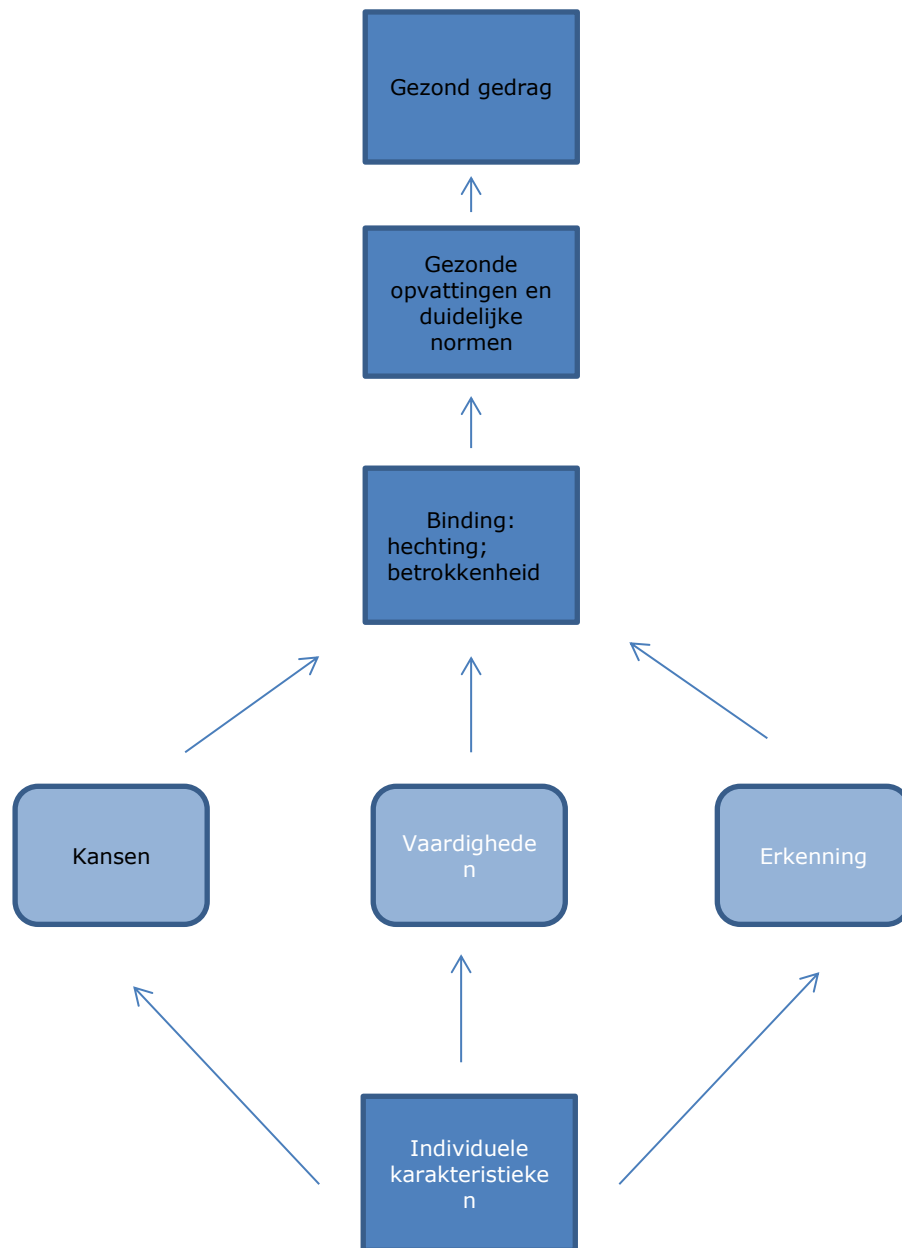 Gezond gedrag
Gezonde
opvattingen en
duidelijke
normen
Binding:
hechting;
betrokkenheid
Kansen
Vaardighede
n
Erkenning
Individuele
karakteristieke
n